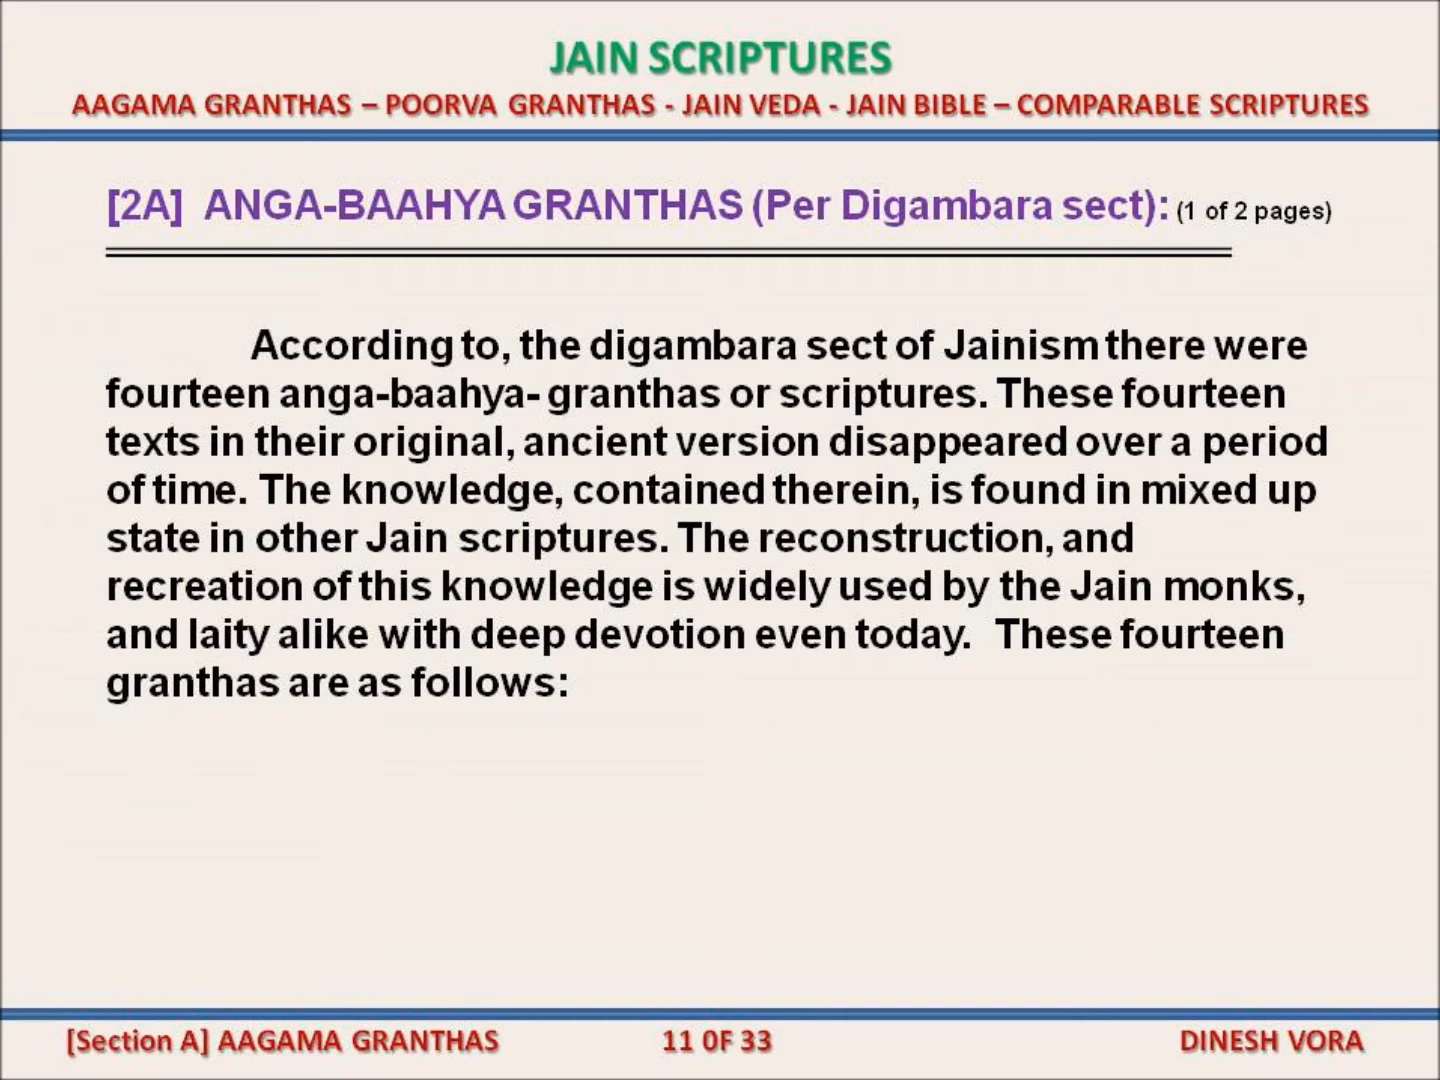 JAIN SCRIPTURES
AAGAMA GRANTHAS – POORVA GRANTHAS - JAIN VEDA - JAIN BIBLE – COMPARABLE SCRIPTURES
[2A] ANGA-BAAHYA GRANTHAS (Per Digambara sect): (1 of 2 pages)
According to, the digambara sect of Jainism there were
fourteen anga-baahya- granthas or scriptures. These fourteen
texts in their original, ancient version disappeared over a period
of time. The knowledge, contained therein, is found in mixed up
state in other Jain scriptures. The reconstruction, and
recreation of this knowledge is widely used by the Jain monks,
and laity alike with deep devotion even today. These fourteen
granthas are as follows:
[Section A] AAGAMA GRANTHAS 11 0F 33 DINESH VORA